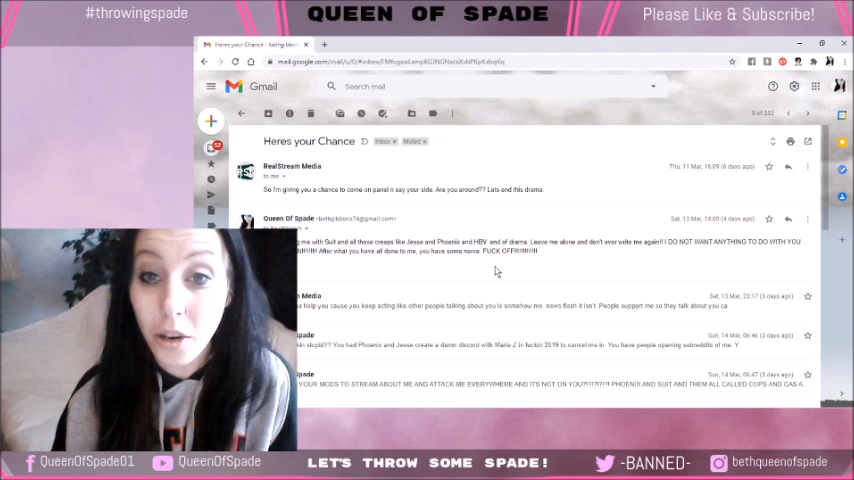 #throwingspade
QUEEN OF SPADE
Please Like & Subscribe!
Heres your Chance - bethgibbon
mail.google.com/mail/u/0/#inbox/
Gmail
Search mail
3 of 232
52
Heres your Chance
Inbox x
Muted x
RealStream Media
Thu, 11 Mar, 16:09 (6 days ago)
to me
So i'm giving you a chance to come on panel n say your side. Are you around?? Lets end this drama.
Queen Of Spade <bethgibbons74@gmail.com>
Sat, 13 Mar, 14:00 (4 days ago)
to RealStream
ng me with Suit and all those creeps like Jesse and Phoenix and HBV. end of drama. Leave me alone and don't ever write me again!! I DO NOT WANT ANYTHING TO DO WITH YOU
After what you have all done to me, you have some nerve. FUCK OFF!!!!!!!!!!!!!
Media
Sat, 13 Mar, 23:17 (3 days ago)
help you cause you keep acting like other people talking about you is somehow me. news flash it isn't. People support me so they talk about you ca
Spade
Sun, 14 Mar, 06:46 (3 days ago)
kin stupid?? You had Phoenix and Jesse create a damn discord with Marie Z in fuckin 2019 to cancel me in. You have people opening subreddits of me. Y
Spade
Sun, 14 Mar, 06:47 (3 days ago)
YOUR MODS TO STREAM ABOUT ME AND ATTACK ME EVERYWHERE AND ITS NOT ON YOU?!?!?!?!?! PHOENIX AND SUIT AND THEM ALL CALLED COPS AND CAS A ...
QueenOfSpade01
QueenOfSpade
LET'S THROW SOME SPADE!
-BANNED-
bethqueenofspade